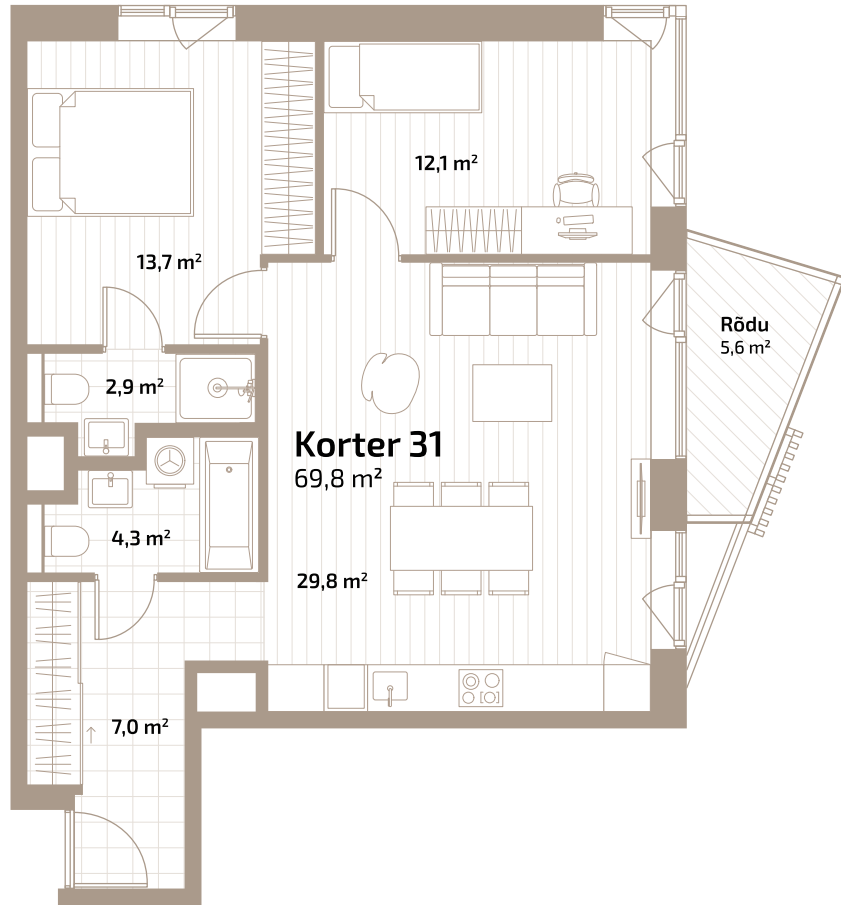 12,1 m²
13,7 m²
Rõdu
5,6 m²
2,9 m²
Korter 31
69,8 m²
4,3 m²
29,8 m²
7,0 m²